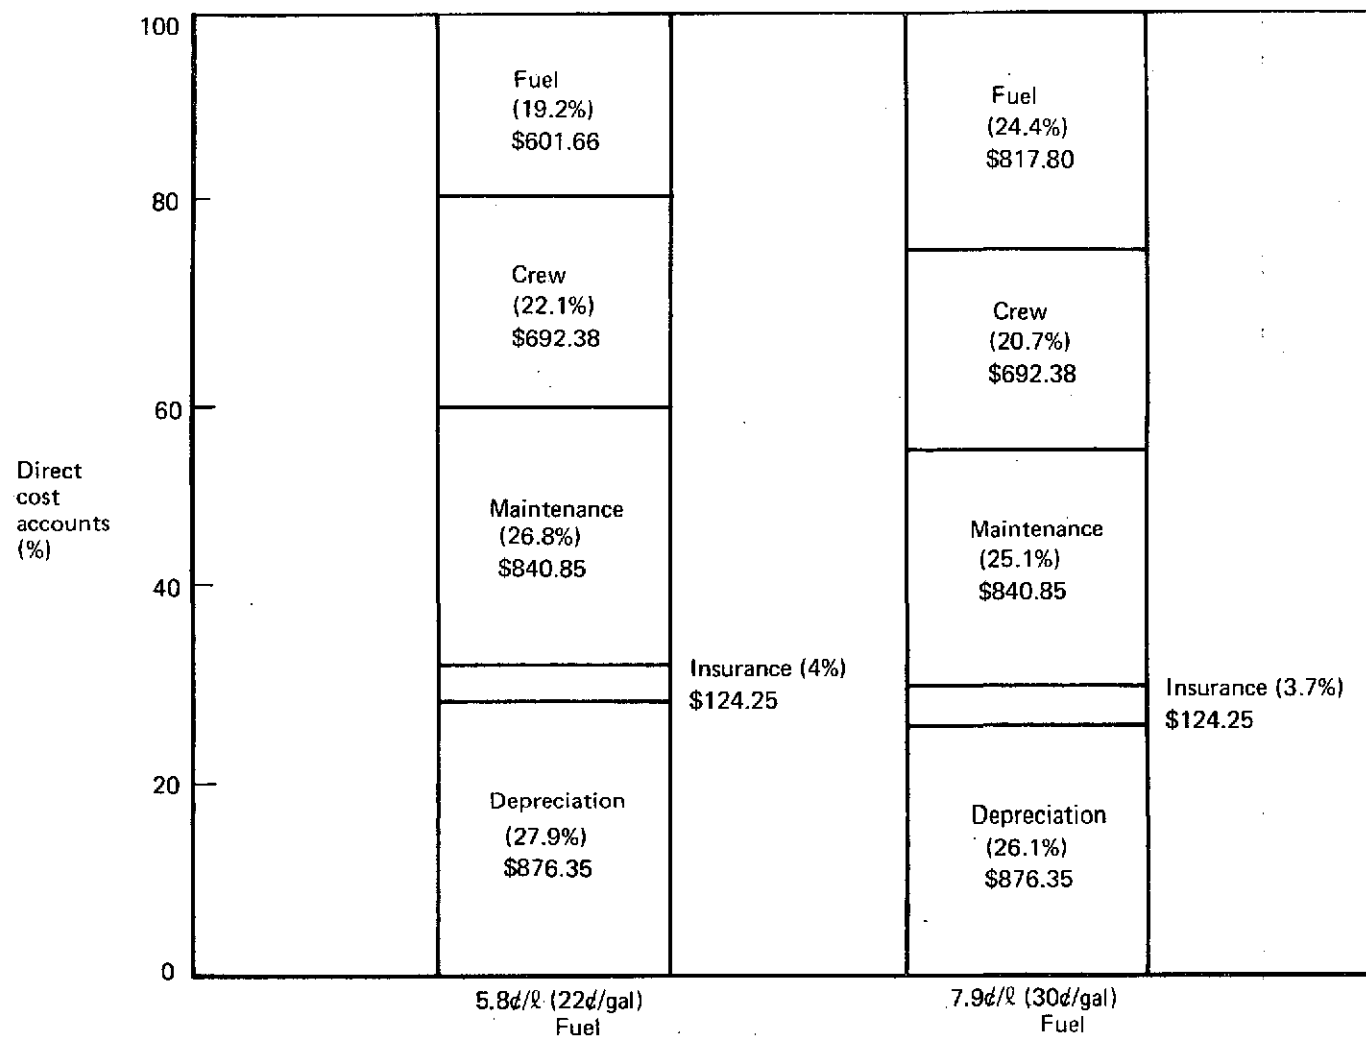 100
80
60
40
20
0
Direct
cost
accounts
(%)
Fuel
(19.2%)
$601.66
Crew
(22.1%)
$692.38
Maintenance
(26.8%)
$840.85
Insurance (4%)
$124.25
Depreciation
(27.9%)
$876.35
5.8¢/ℓ (22¢/gal)
Fuel
Fuel
(24.4%)
$817.80
Crew
(20.7%)
$692.38
Maintenance
(25.1%)
$840.85
Insurance (3.7%)
$124.25
Depreciation
(26.1%)
$876.35
7.9¢/ℓ (30¢/gal)
Fuel